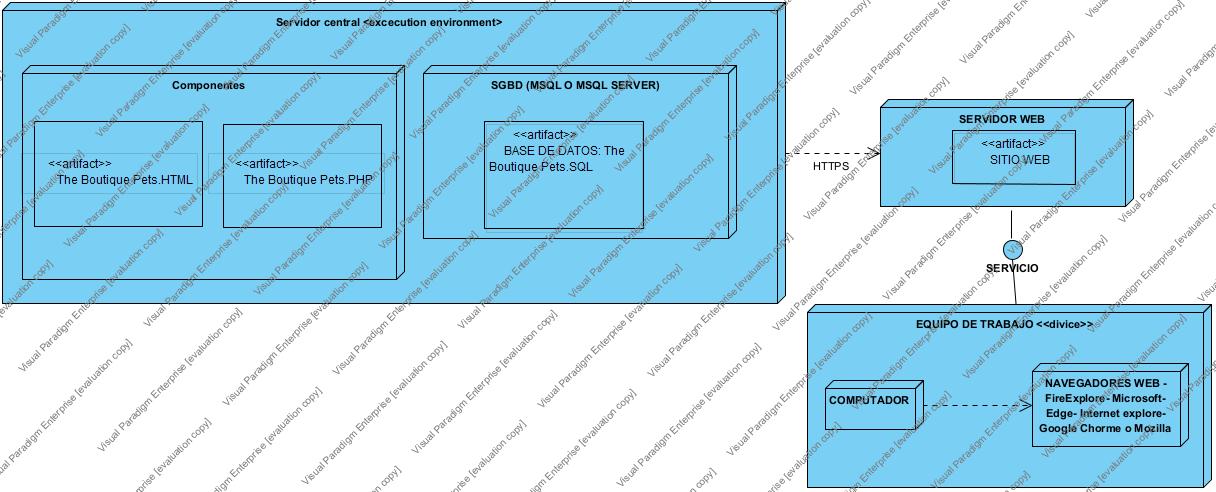 Servidor central <excecution environment>
Componentes
<<artifact>>
The Boutique Pets.HTML
<<artifact>>
The Boutique Pets.PHP
SGBD (MSQL O MSQL SERVER)
<<artifact>>
BASE DE DATOS: The
Boutique Pets.SQL
HTTPS
SERVIDOR WEB
<<artifact>>
SITIO WEB
SERVICIO
EQUIPO DE TRABAJO <<divice>>
COMPUTADOR
NAVEGADORES WEB -
FireExplore- Microsoft-
Edge- Internet explore-
Google Chorme o Mozilla
Visual Paradigm Enterprise [evaluation copy]